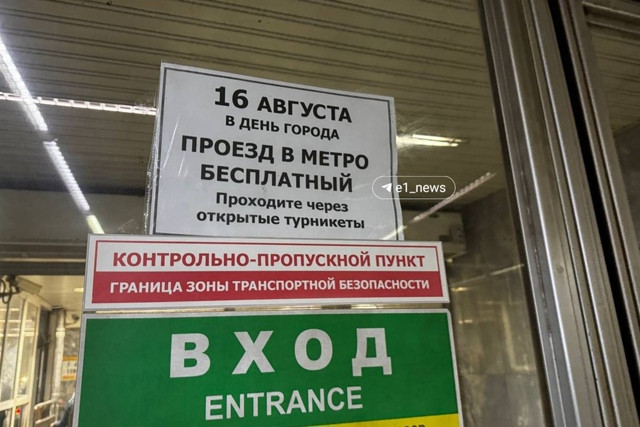 16 АВГУСТА
В ДЕНЬ ГОРОДА
ПРОЕЗД В МЕТРО
БЕСПЛАТНЫЙ
Проходите через
открытые турникеты
e1_news
КОНТРОЛЬНО-ПРОПУСКНОЙ ПУНКТ
ГРАНИЦА ЗОНЫ ТРАНСПОРТНОЙ БЕЗОПАСНОСТИ
ВХОД
ENTRANCE